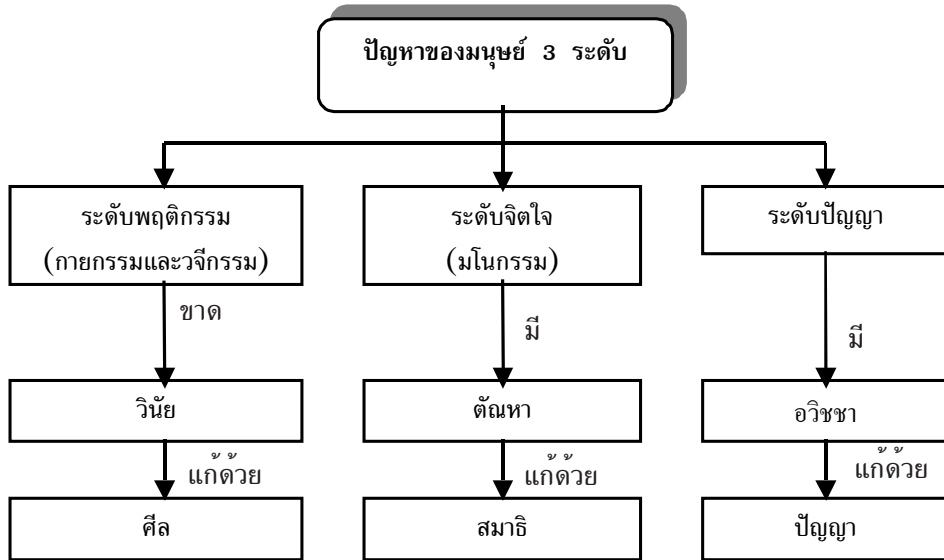 ปัญหาของมนุษย์ 3 ระดับ
ระดับพฤติกรรม
(กายกรรมและวจีกรรม)
ระดับจิตใจ
(มโนกรรม)
ระดับปัญญา
ขาด
มี
มี
วินัย
ตัณหา
อวิชชา
แก้ด้วย
แก้ด้วย
แก้ด้วย
ศีล
สมาธิ
ปัญญา